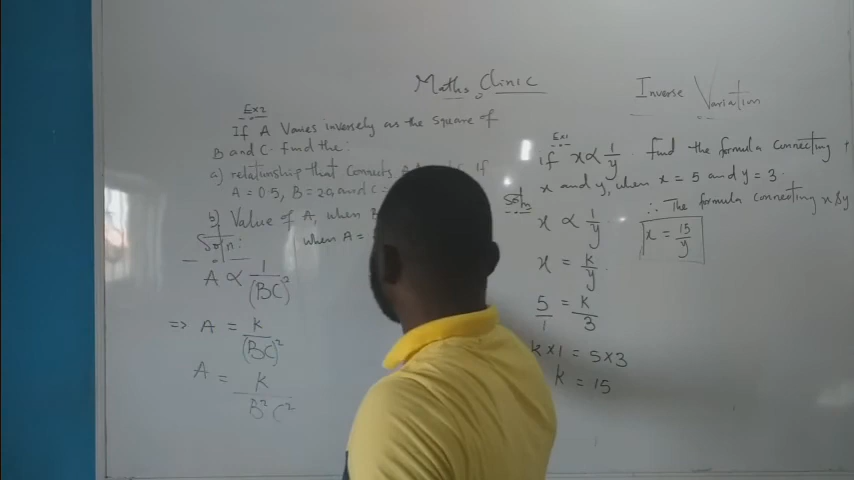 Maths Clinic
Inverse Variation
Ex2
If A varies inversely as the square of
B and C. find the:
a) relationship that connects If
A = 0.5, B = 2, and C =
b) Value of A, when B
when A =
Soln:
A ∝ 1/(BC)²
=> A = k/(BC)²
A = k/B²C²
Ex1
if x ∝ 1/y. find the formula connecting
x and y, when x = 5 and y = 3.
Soln
x ∝ 1/y
x = k/y
5/1 = k/3
k×1 = 5×3
k = 15
∴ The formula connecting x & y
x = 15/y